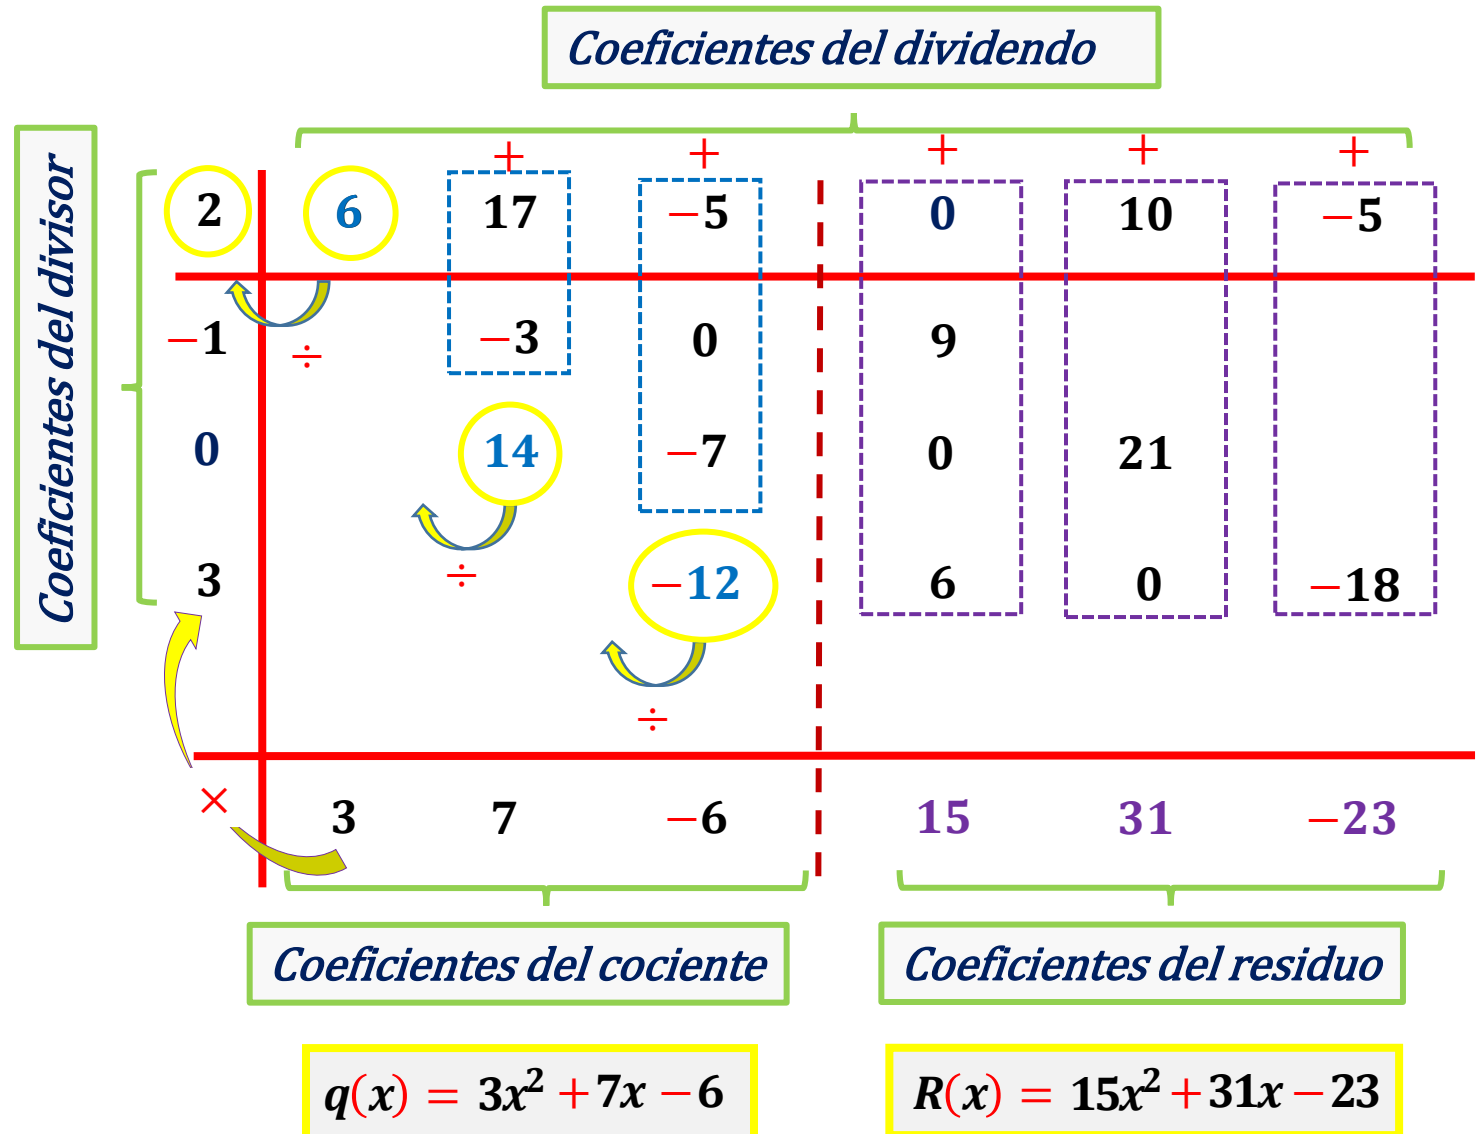 Coeficientes del dividendo
Coeficientes del divisor
+ + + + +
2 6 17 −5 0 10 −5
−1 ÷ −3 0 9
0 14 −7 0 21
÷
3 −12 6 0 −18
÷
× 3 7 −6 15 31 −23
Coeficientes del cociente
Coeficientes del residuo
q(x) = 3x² + 7x − 6
R(x) = 15x² + 31x − 23